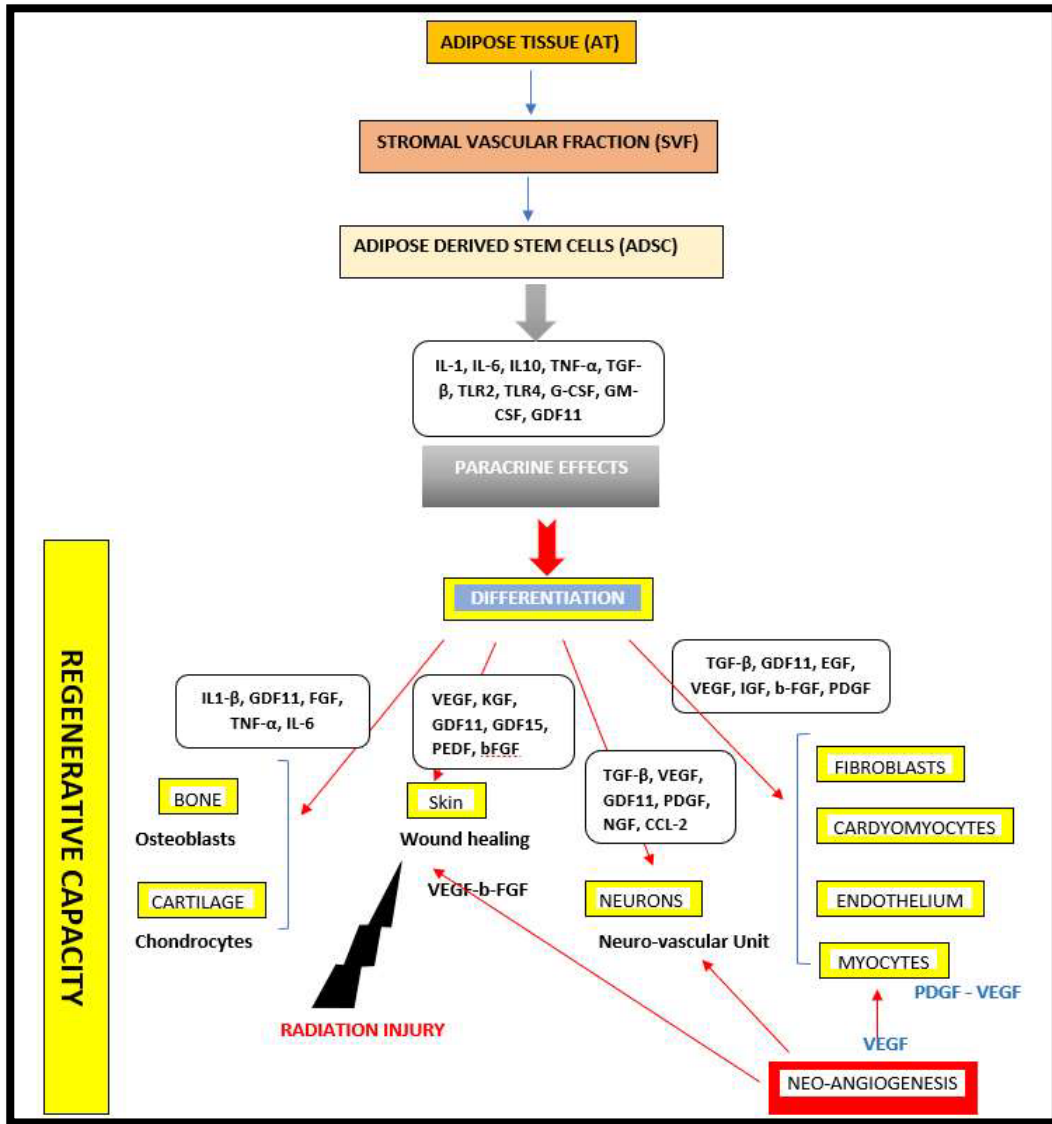 ADIPOSE TISSUE (AT)
STROMAL VASCULAR FRACTION (SVF)
ADIPOSE DERIVED STEM CELLS (ADSC)
IL-1, IL-6, IL10, TNF-α, TGF-
β, TLR2, TLR4, G-CSF, GM-
CSF, GDF11
PARACRINE EFFECTS
DIFFERENTIATION
REGENERATIVE CAPACITY
IL1-β, GDF11, FGF,
TNF-α, IL-6
VEGF, KGF,
GDF11, GDF15,
PEDF, bFGF
TGF-β, VEGF,
GDF11, PDGF,
NGF, CCL-2
TGF-β, GDF11, EGF,
VEGF, IGF, b-FGF, PDGF
BONE
Osteoblasts
CARTILAGE
Chondrocytes
Skin
Wound healing
VEGF-b-FGF
RADIATION INJURY
NEURONS
Neuro-vascular Unit
FIBROBLASTS
CARDYOMYOCYTES
ENDOTHELIUM
MYOCYTES
PDGF - VEGF
VEGF
NEO-ANGIOGENESIS